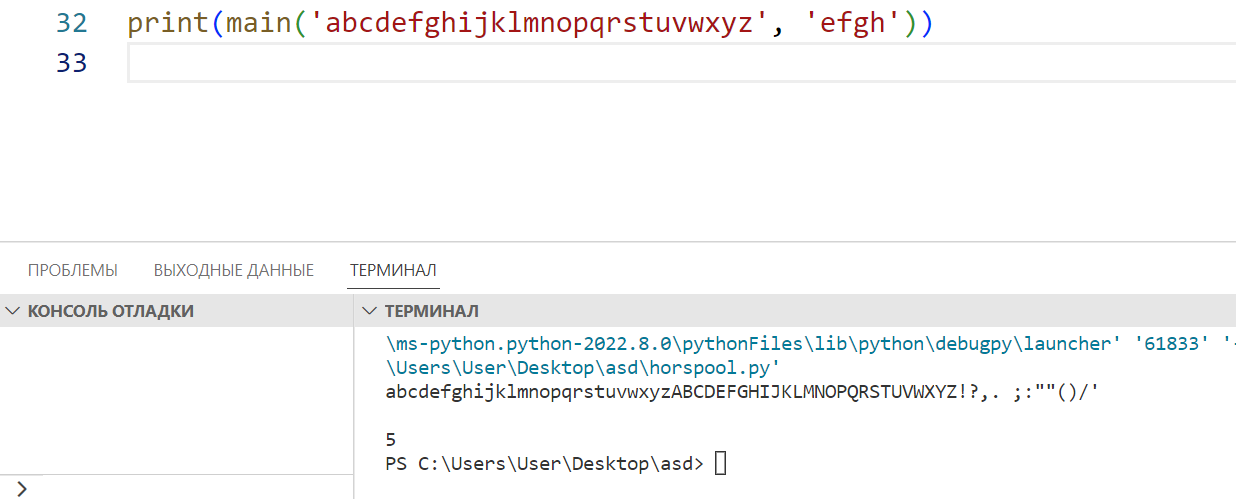 32 print(main('abcdefghijklmnopqrstuvwxyz', 'efgh'))
33
ПРОБЛЕМЫ ВЫХОДНЫЕ ДАННЫЕ ТЕРМИНАЛ
КОНСОЛЬ ОТЛАДКИ ТЕРМИНАЛ
\ms-python.python-2022.8.0\pythonFiles\lib\python\debugpy\launcher' '61833' '-
\Users\User\Desktop\asd\horspool.py'
abcdefghijklmnopqrstuvwxyzABCDEFGHIJKLMNOPQRSTUVWXYZ!?,. ;:""()/'
5
PS C:\Users\User\Desktop\asd>